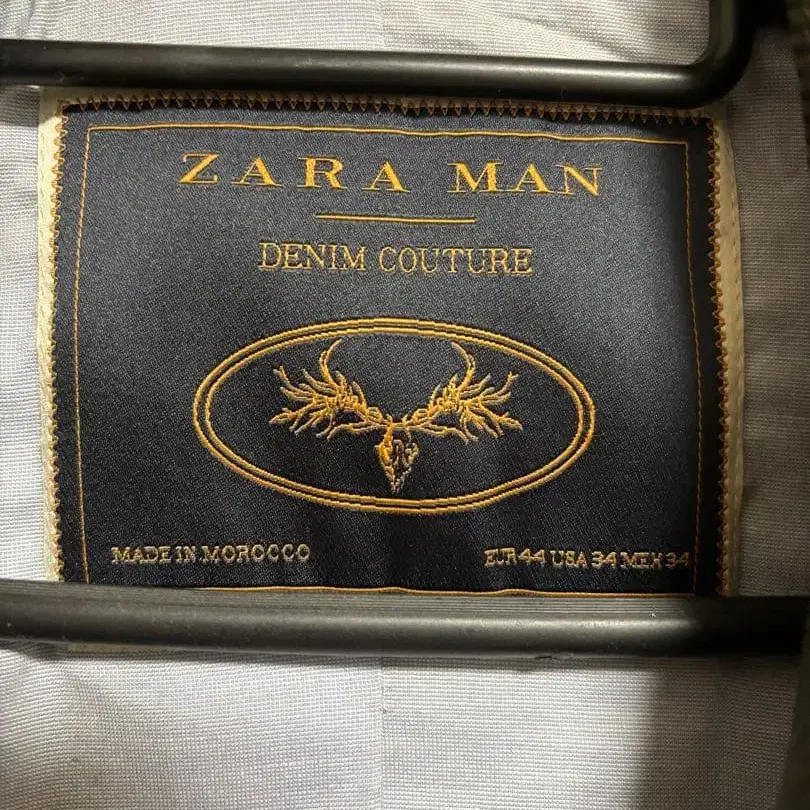 ZARA MAN
DENIM COUTURE
MADE IN MOROCCO
EUR 44 USA 34 MEX 34